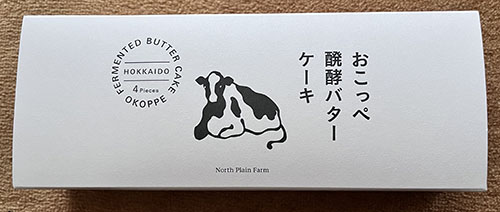 FERMENTED BUTTER CAKE
HOKKAIDO
4 Pieces
OKOPPE
おこっぺ
醗酵バター
ケーキ
North Plain Farm